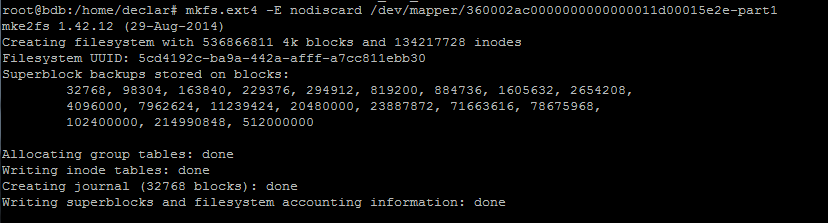 root@bdb:/home/declar# mkfs.ext4 -E nodiscard /dev/mapper/360002ac0000000000000011d00015e2e-part1
mke2fs 1.42.12 (29-Aug-2014)
Creating filesystem with 536866811 4k blocks and 134217728 inodes
Filesystem UUID: 5cd4192c-ba9a-442a-afff-a7cc811ebb30
Superblock backups stored on blocks:
32768, 98304, 163840, 229376, 294912, 819200, 884736, 1605632, 2654208,
4096000, 7962624, 11239424, 20480000, 23887872, 71663616, 78675968,
102400000, 214990848, 512000000
Allocating group tables: done
Writing inode tables: done
Creating journal (32768 blocks): done
Writing superblocks and filesystem accounting information: done